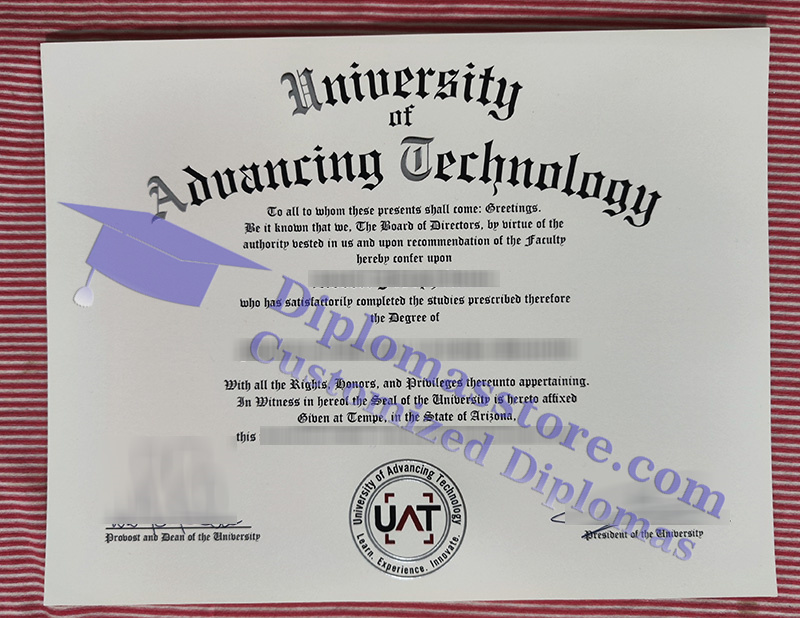 University
of
Advancing Technology
To all to whom these presents shall come: Greetings.
Be it known that we, The Board of Directors, by virtue of the
authority vested in us and upon recommendation of the Faculty
hereby confer upon
who has satisfactorily completed the studies prescribed therefore
the Degree of
With all the Rights, Honors, and Privileges thereunto appertaining.
In Witness in hereof the Seal of the University is hereto affixed
Given at Tempe, in the State of Arizona,
this
Diplomasstore.com
Customized Diplomas
Provost and Dean of the University
University of Advancing Technology
UAT
Learn. Experience. Innovate.
President of the University